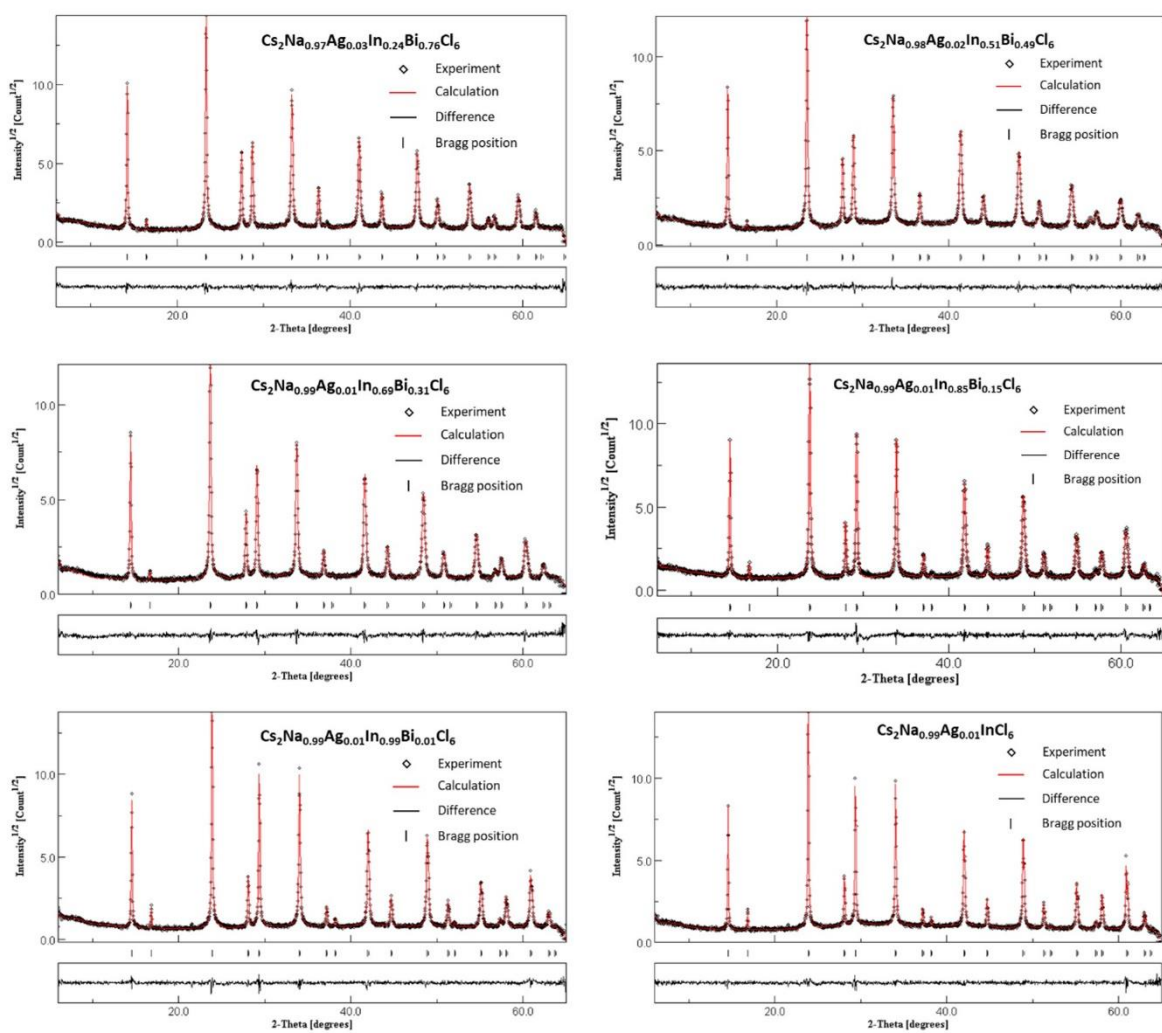 Cs₂Na₀.₉₇Ag₀.₀₃In₀.₂₄Bi₀.₇₆Cl₆
Experiment
Calculation
Difference
Bragg position
Intensity¹/² [Count¹/²]
10.0
5.0
0.0
20.0 40.0 60.0
2-Theta [degrees]
Cs₂Na₀.₉₈Ag₀.₀₂In₀.₅₁Bi₀.₄₉Cl₆
Experiment
Calculation
Difference
Bragg position
Intensity¹/² [Count¹/²]
10.0
5.0
0.0
20.0 40.0 60.0
2-Theta [degrees]
Cs₂Na₀.₉₉Ag₀.₀₁In₀.₆₉Bi₀.₃₁Cl₆
Experiment
Calculation
Difference
Bragg position
Intensity¹/² [Count¹/²]
10.0
5.0
0.0
20.0 40.0 60.0
2-Theta [degrees]
Cs₂Na₀.₉₉Ag₀.₀₁In₀.₈₅Bi₀.₁₅Cl₆
Experiment
Calculation
Difference
Bragg position
Intensity¹/² [Count¹/²]
10.0
5.0
0.0
20.0 40.0 60.0
2-Theta [degrees]
Cs₂Na₀.₉₉Ag₀.₀₁In₀.₉₉Bi₀.₀₁Cl₆
Experiment
Calculation
Difference
Bragg position
Intensity¹/² [Count¹/²]
10.0
5.0
0.0
20.0 40.0 60.0
2-Theta [degrees]
Cs₂Na₀.₉₉Ag₀.₀₁InCl₆
Experiment
Calculation
Difference
Bragg position
Intensity¹/² [Count¹/²]
10.0
5.0
0.0
20.0 40.0 60.0
2-Theta [degrees]